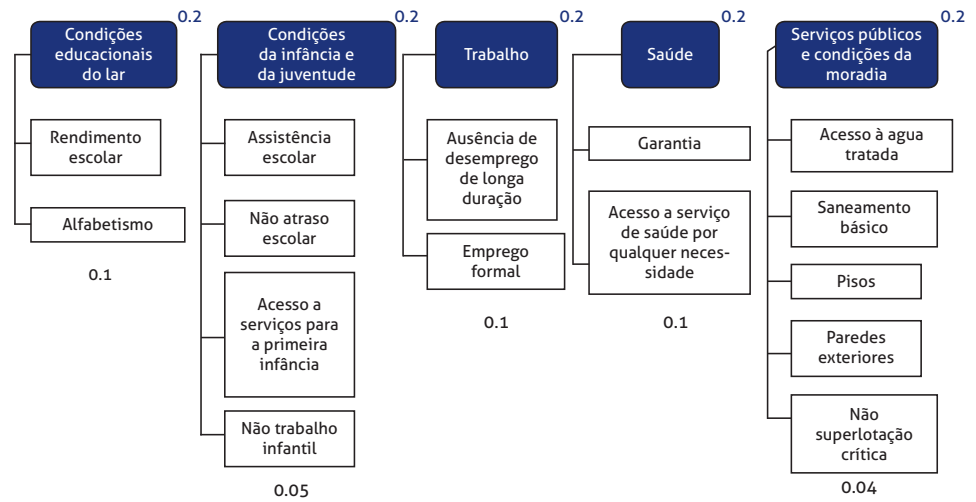 0.2
Condições
educacionais
do lar
Rendimento
escolar
Alfabetismo
0.1
0.2
Condições
da infância e
da juventude
Assistência
escolar
Não atraso
escolar
Acesso a
serviços para
a primeira
infância
Não trabalho
infantil
0.05
0.2
Trabalho
Ausência de
desemprego
de longa
duração
Emprego
formal
0.1
0.2
Saúde
Garantia
Acesso a serviço
de saúde por
qualquer neces-
sidade
0.1
0.2
Serviços públicos
e condições da
moradia
Acesso à agua
tratada
Saneamento
básico
Pisos
Paredes
exteriores
Não
superlotação
crítica
0.04